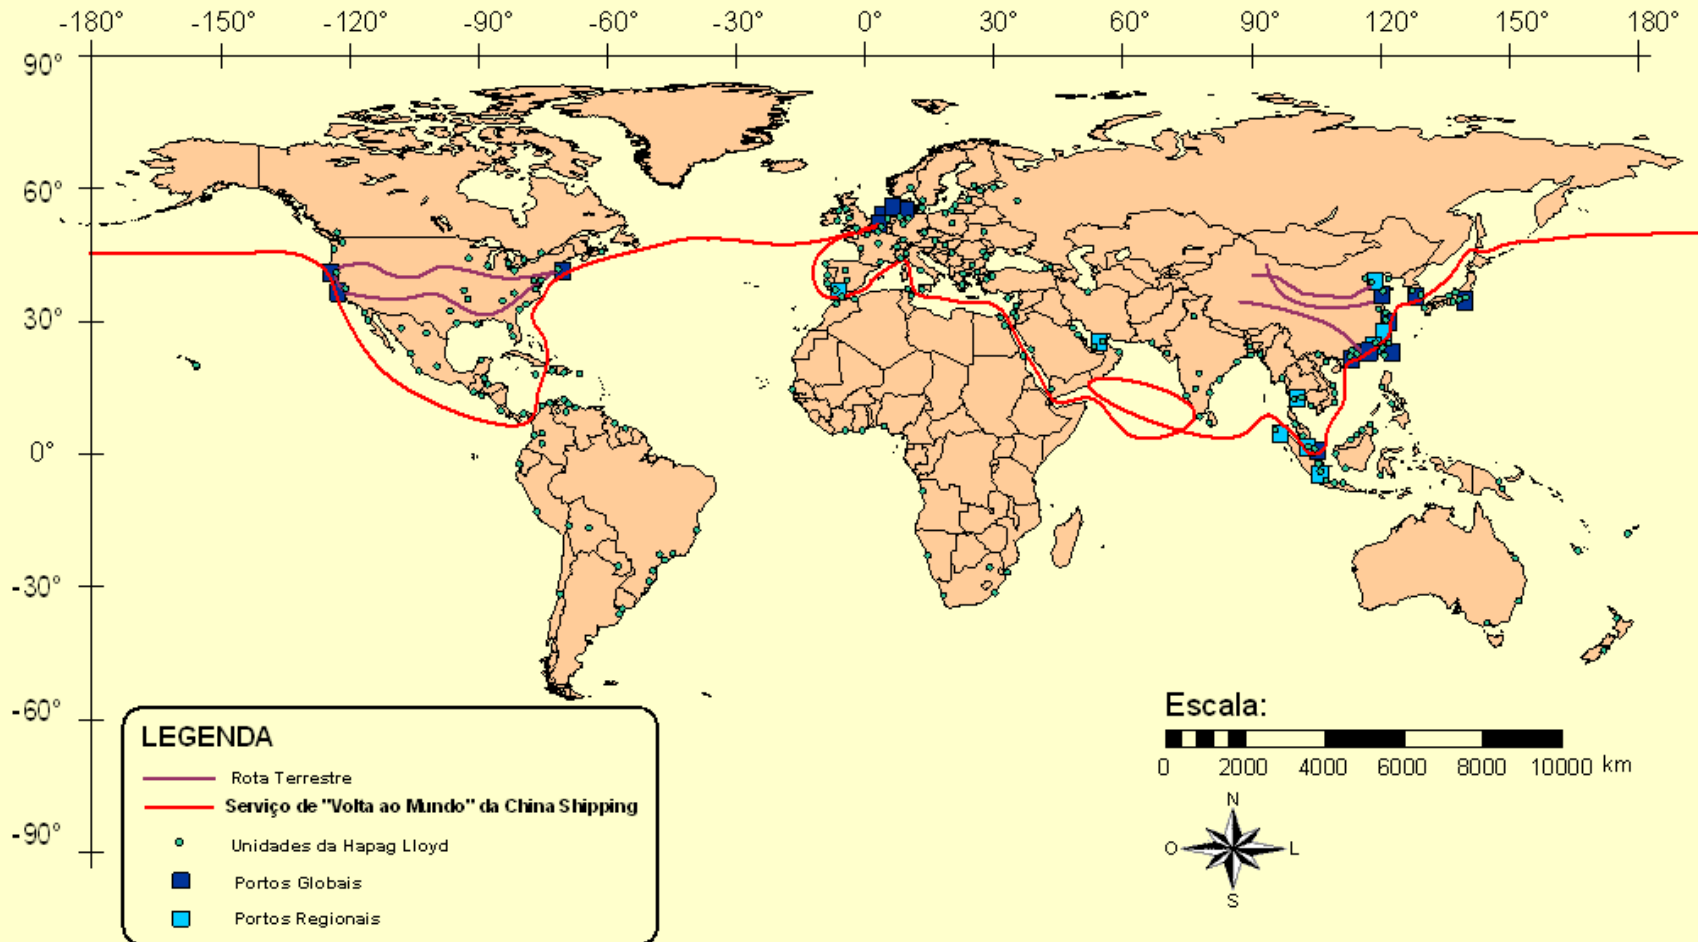 -180° -150° -120° -90° -60° -30° 0° 30° 60° 90° 120° 150° 180°
90°
60°
30°
0°
-30°
-60°
-90°
Escala:
0 2000 4000 6000 8000 10000 km
N
O L
S
LEGENDA
Rota Terrestre
Serviço de "Volta ao Mundo" da China Shipping
Unidades da Hapag Lloyd
Portos Globais
Portos Regionais